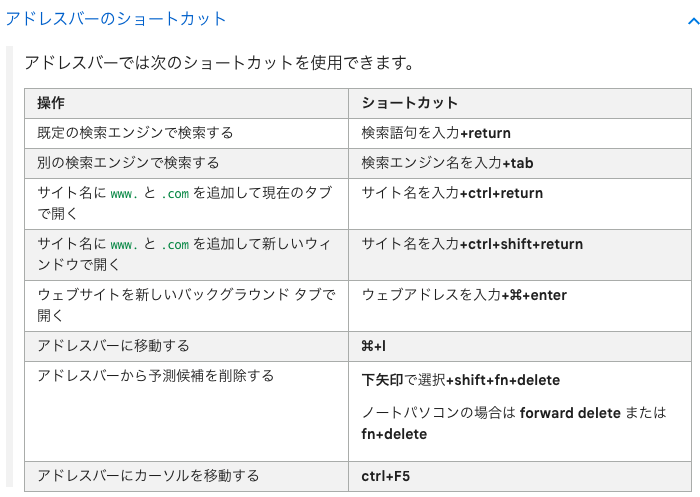 アドレスバーのショートカット
アドレスバーでは次のショートカットを使用できます。
操作 ショートカット
既定の検索エンジンで検索する 検索語句を入力+return
別の検索エンジンで検索する 検索エンジン名を入力+tab
サイト名に www. と .com を追加して現在のタブ サイト名を入力+ctrl+return
で開く
サイト名に www. と .com を追加して新しいウィ サイト名を入力+ctrl+shift+return
ンドウで開く
ウェブサイトを新しいバックグラウンド タブで ウェブアドレスを入力+⌘+enter
開く
アドレスバーに移動する ⌘+l
アドレスバーから予測候補を削除する 下矢印で選択+shift+fn+delete
ノートパソコンの場合は forward delete または
fn+delete
アドレスバーにカーソルを移動する ctrl+F5